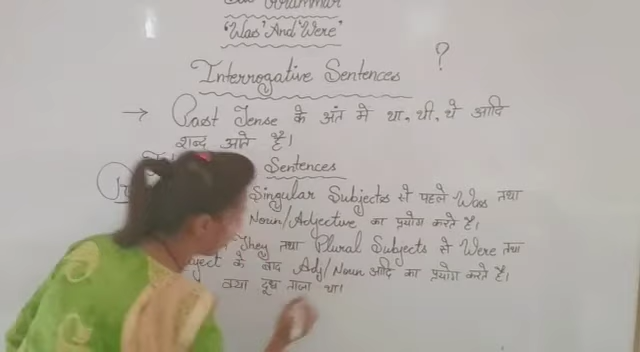 Grammar
'Was' And 'Were'
Interrogative Sentences ?
→ Past Tense के अंत में था, थी, थे आदि
शब्द आते हैं।
Sentences
Singular Subjects से पहले Was तथा
Noun/Adjective का प्रयोग करते है।
They तथा Plural Subjects से Were तथा
के बाद Adj/Noun आदि का प्रयोग करते है।
क्या दूध ताजा था।